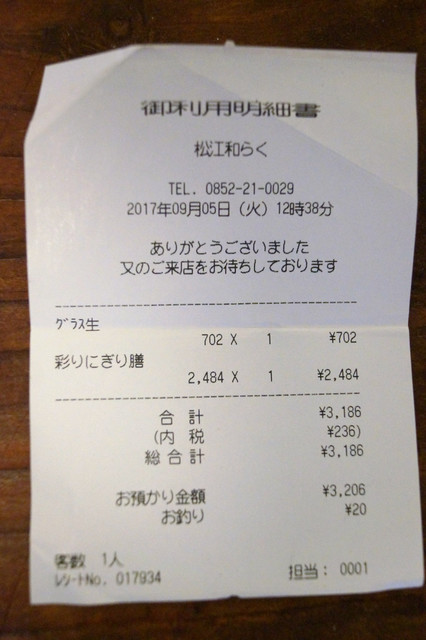 御利用明細書
松江和らく
TEL. 0852-21-0029
2017年09月05日（火）12時38分
ありがとうございました
又のご来店をお待ちしております
ｸﾞﾗｽ生
702 X 1 ¥702
彩りにぎり膳
2,484 X 1 ¥2,484
合 計 ¥3,186
(内 税 ¥236)
総 合 計 ¥3,186
お預かり金額 ¥3,206
お釣り ¥20
客数 1人
ﾚｼｰﾄNo. 017934 担当: 0001